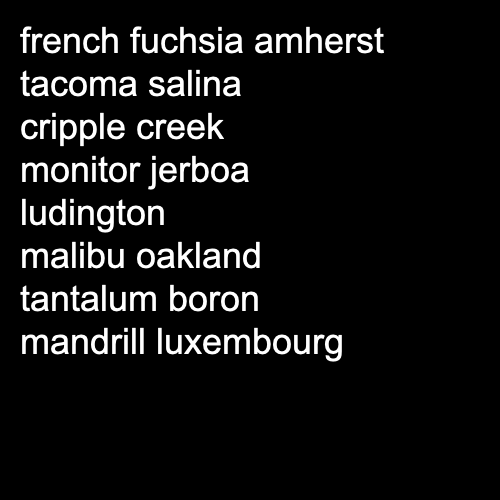 french fuchsia amherst
tacoma salina
cripple creek
monitor jerboa
ludington
malibu oakland
tantalum boron
mandrill luxembourg